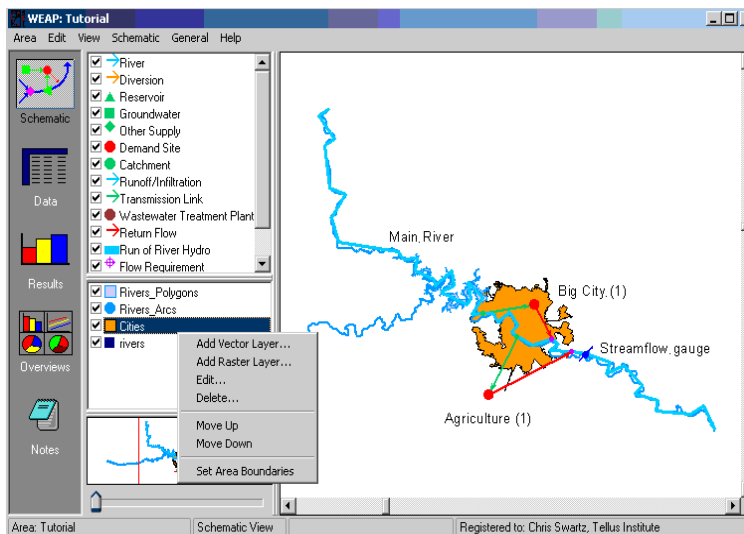 WEAP: Tutorial
Area Edit View Schematic General Help
Schematic
Data
Results
Overviews
Notes
River
Diversion
Reservoir
Groundwater
Other Supply
Demand Site
Catchment
Runoff/Infiltration
Transmission Link
Wastewater Treatment Plant
Return Flow
Run of River Hydro
Flow Requirement
Rivers_Polygons
Rivers_Arcs
Cities
rivers
Add Vector Layer...
Add Raster Layer...
Edit...
Delete...
Move Up
Move Down
Set Area Boundaries
Main, River
Big City, (1)
Streamflow, gauge
Agriculture (1)
Area: Tutorial
Schematic View
Registered to: Chris Swartz, Tellus Institute